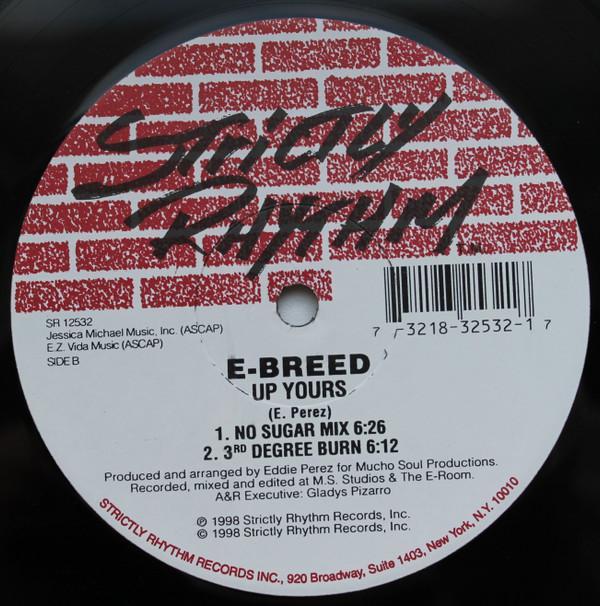 STRICTLY
RHYTHM
TM
SR 12532
Jessica Michael Music, Inc. (ASCAP)
E.Z. Vida Music (ASCAP)
SIDE B
7 73218-32532-1 7
E-BREED
UP YOURS
(E. Perez)
1. NO SUGAR MIX 6:26
2. 3RD DEGREE BURN 6:12
Produced and arranged by Eddie Perez for Mucho Soul Productions.
Recorded, mixed and edited at M.S. Studios & The E-Room.
A&R Executive: Gladys Pizarro
℗ 1998 Strictly Rhythm Records, Inc.
© 1998 Strictly Rhythm Records, Inc.
STRICTLY RHYTHM RECORDS INC., 920 Broadway, Suite 1403, New York, N.Y. 10010